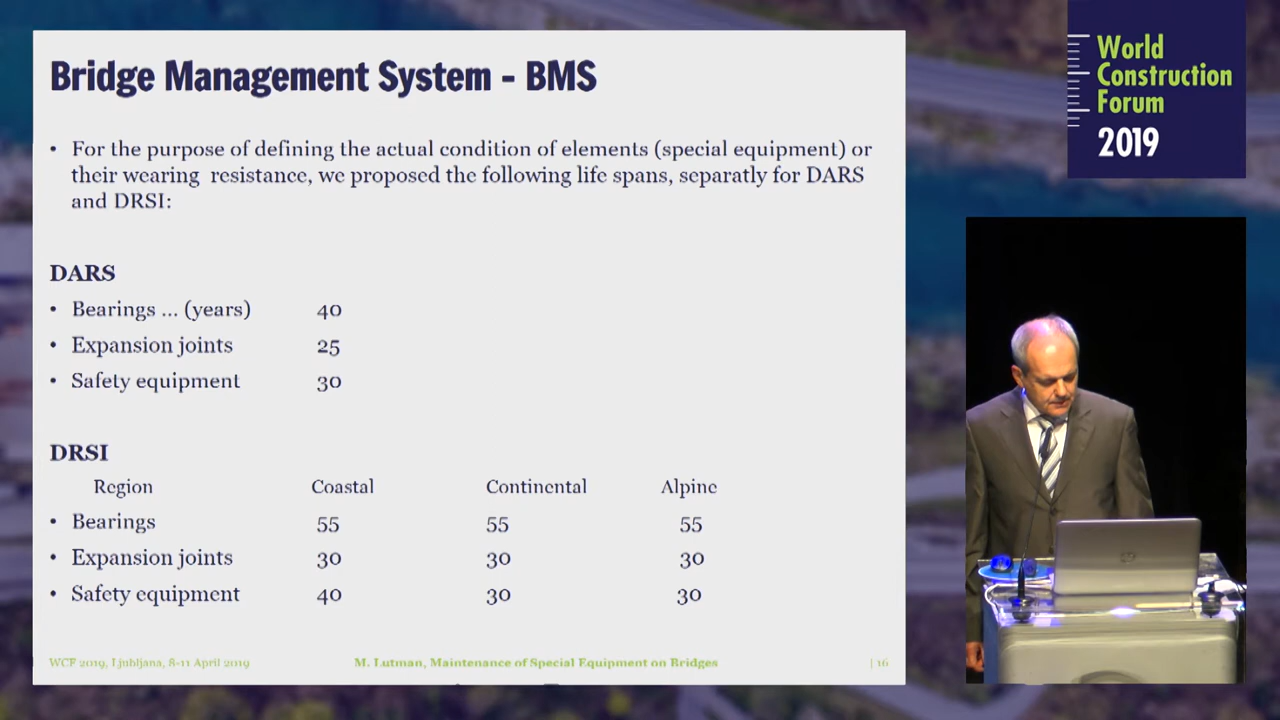 Bridge Management System - BMS
• For the purpose of defining the actual condition of elements (special equipment) or
their wearing resistance, we proposed the following life spans, separatly for DARS
and DRSI:
DARS
• Bearings ... (years) 40
• Expansion joints 25
• Safety equipment 30
DRSI
Region Coastal Continental Alpine
• Bearings 55 55 55
• Expansion joints 30 30 30
• Safety equipment 40 30 30
WCF 2019, Ljubljana, 8-11 April 2019 M. Lutman, Maintenance of Special Equipment on Bridges | 16
World
Construction
Forum
2019